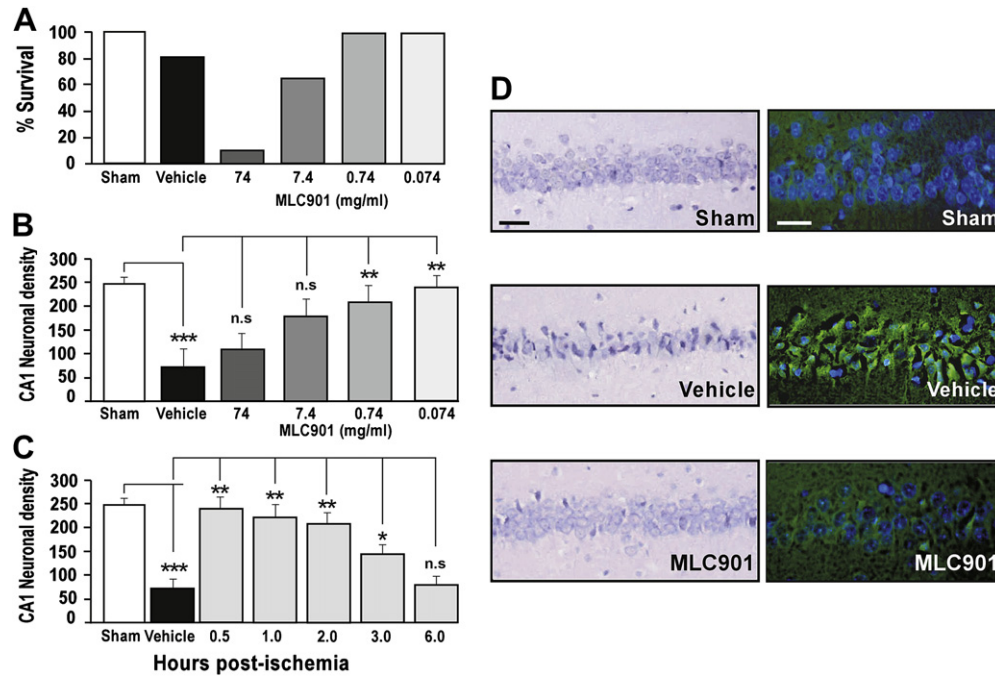 A
% Survival
100
80
60
40
20
0
Sham Vehicle 74 7.4 0.74 0.074
MLC901 (mg/ml)
B
CA1 Neuronal density
300
250
200
150
100
50
0
*** n.s n.s ** **
Sham Vehicle 74 7.4 0.74 0.074
MLC901 (mg/ml)
C
CA1 Neuronal density
300
250
200
150
100
50
0
*** ** ** ** * n.s
Sham Vehicle 0.5 1.0 2.0 3.0 6.0
Hours post-ischemia
D
Sham
Sham
Vehicle
Vehicle
MLC901
MLC901